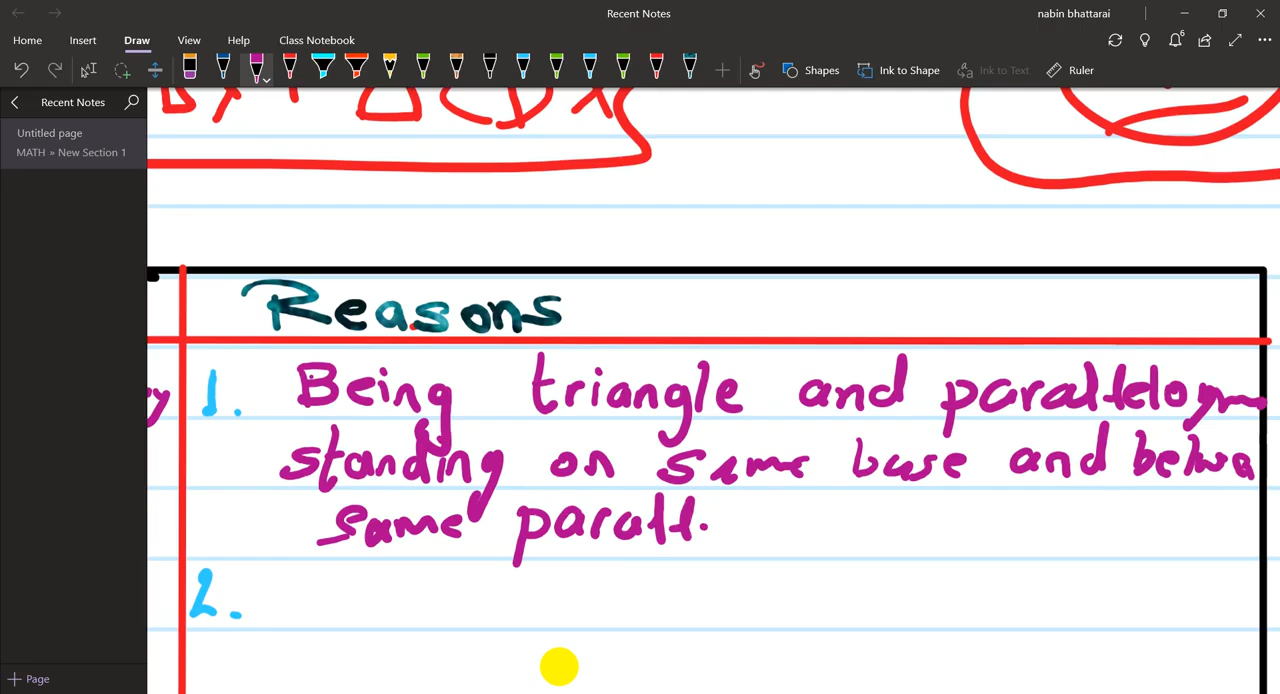 Recent Notes
nabin bhattarai
Home Insert Draw View Help Class Notebook
Shapes Ink to Shape Ink to Text Ruler
Recent Notes
Untitled page
MATH » New Section 1
Reasons
1. Being triangle and parallelogram
standing on same base and between
same parall.
2.
+ Page